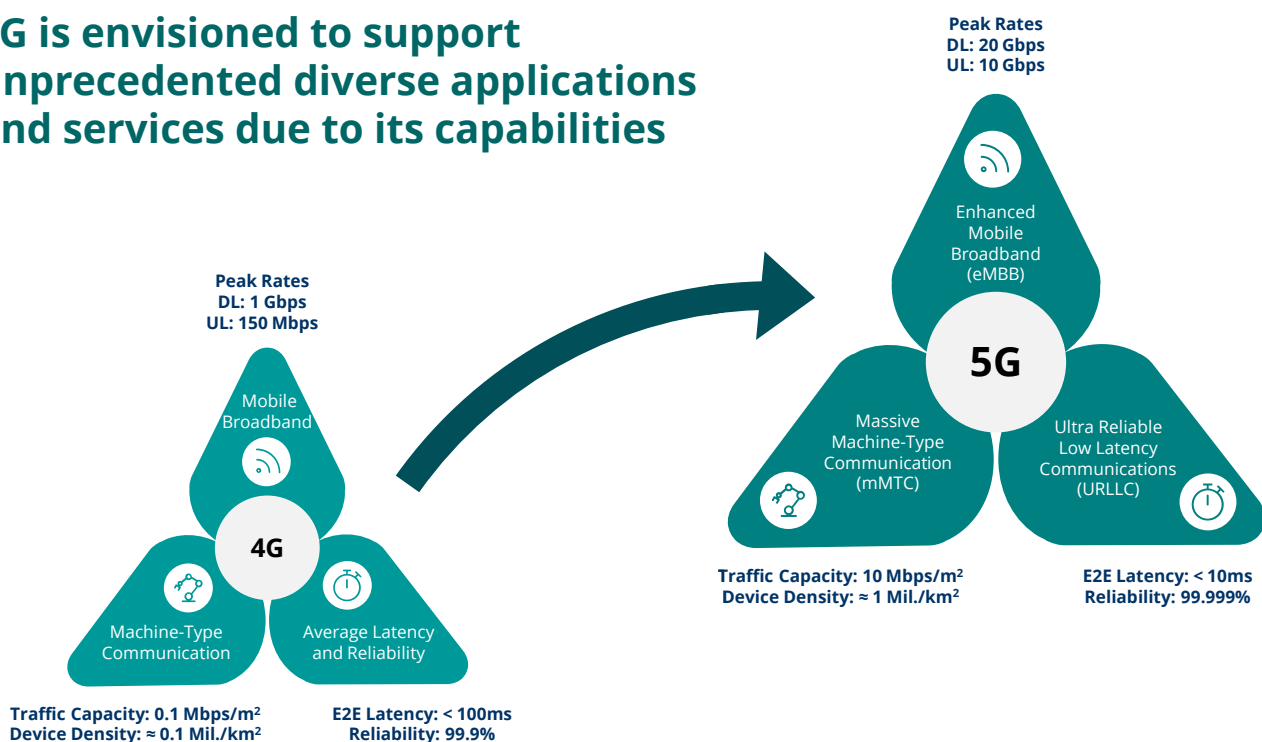 G is envisioned to support
nprecedented diverse applications
nd services due to its capabilities
Peak Rates
DL: 20 Gbps
UL: 10 Gbps
Enhanced
Mobile
Broadband
(eMBB)
5G
Massive
Machine-Type
Communication
(mMTC)
Ultra Reliable
Low Latency
Communications
(URLLC)
Traffic Capacity: 10 Mbps/m²
Device Density: ≈ 1 Mil./km²
E2E Latency: < 10ms
Reliability: 99.999%
Peak Rates
DL: 1 Gbps
UL: 150 Mbps
Mobile
Broadband
4G
Machine-Type
Communication
Average Latency
and Reliability
Traffic Capacity: 0.1 Mbps/m²
Device Density: ≈ 0.1 Mil./km²
E2E Latency: < 100ms
Reliability: 99.9%